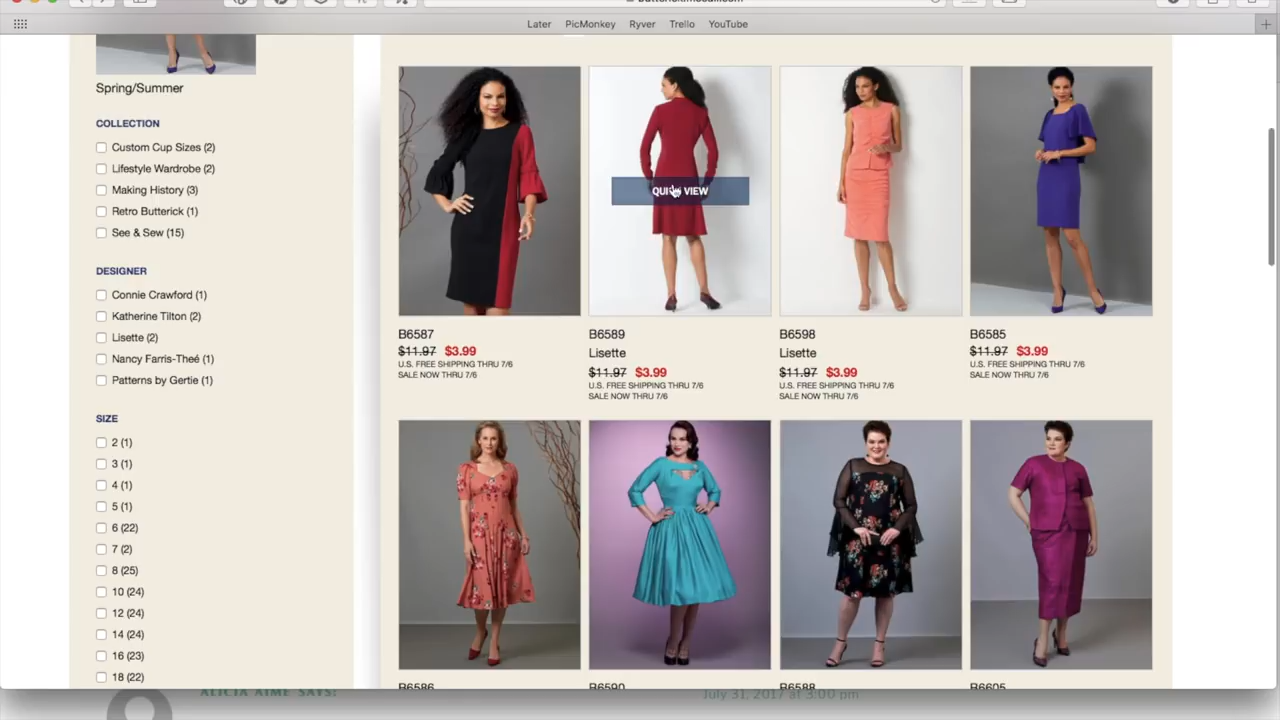 Later PicMonkey Ryver Trello YouTube
Spring/Summer
COLLECTION
Custom Cup Sizes (2)
Lifestyle Wardrobe (2)
Making History (3)
Retro Butterick (1)
See & Sew (15)
DESIGNER
Connie Crawford (1)
Katherine Tilton (2)
Lisette (2)
Nancy Farris-Theé (1)
Patterns by Gertie (1)
SIZE
2 (1)
3 (1)
4 (1)
5 (1)
6 (22)
7 (2)
8 (25)
10 (24)
12 (24)
14 (24)
16 (23)
18 (22)
QUICK VIEW
B6587
$11.97 $3.99
U.S. FREE SHIPPING THRU 7/6
SALE NOW THRU 7/6
B6589
Lisette
$11.97 $3.99
U.S. FREE SHIPPING THRU 7/6
SALE NOW THRU 7/6
B6598
Lisette
$11.97 $3.99
U.S. FREE SHIPPING THRU 7/6
SALE NOW THRU 7/6
B6585
$11.97 $3.99
U.S. FREE SHIPPING THRU 7/6
SALE NOW THRU 7/6
B6586
B6590
B6588
B6605
ALICIA AIME SAYS:
July 31, 2017 at 3:00 pm